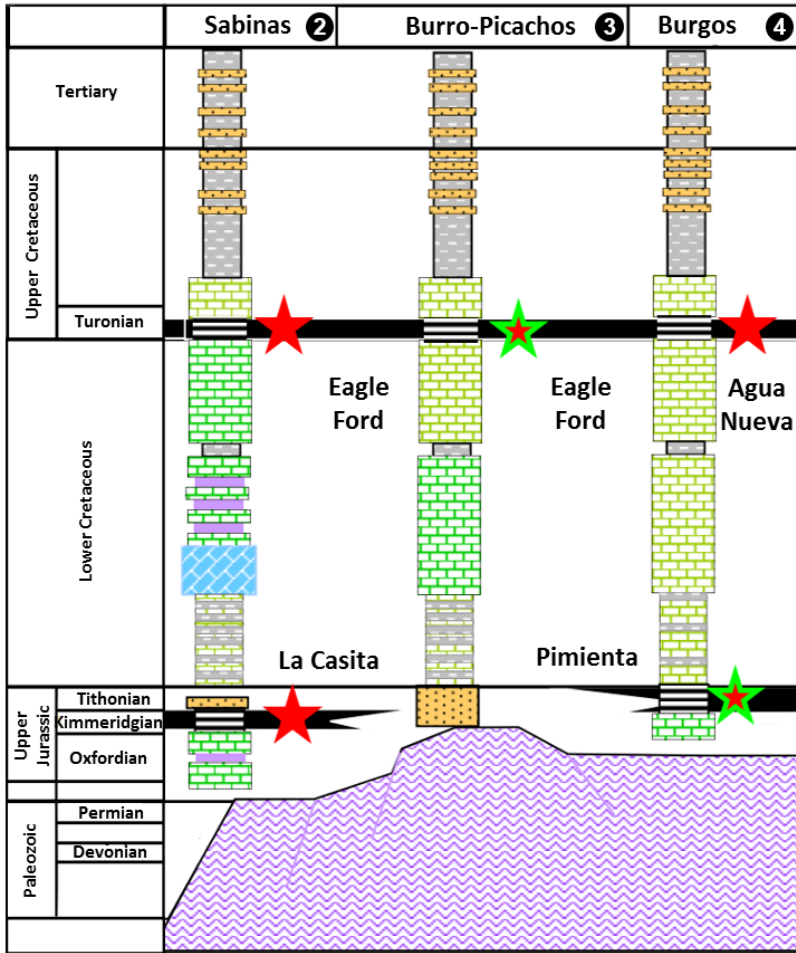 Sabinas 2
Burro-Picachos 3
Burgos 4
Tertiary
Upper Cretaceous
Turonian
Eagle
Ford
Eagle
Ford
Agua
Nueva
Lower Cretaceous
La Casita
Pimienta
Upper
Jurassic
Tithonian
Kimmeridgian
Oxfordian
Paleozoic
Permian
Devonian